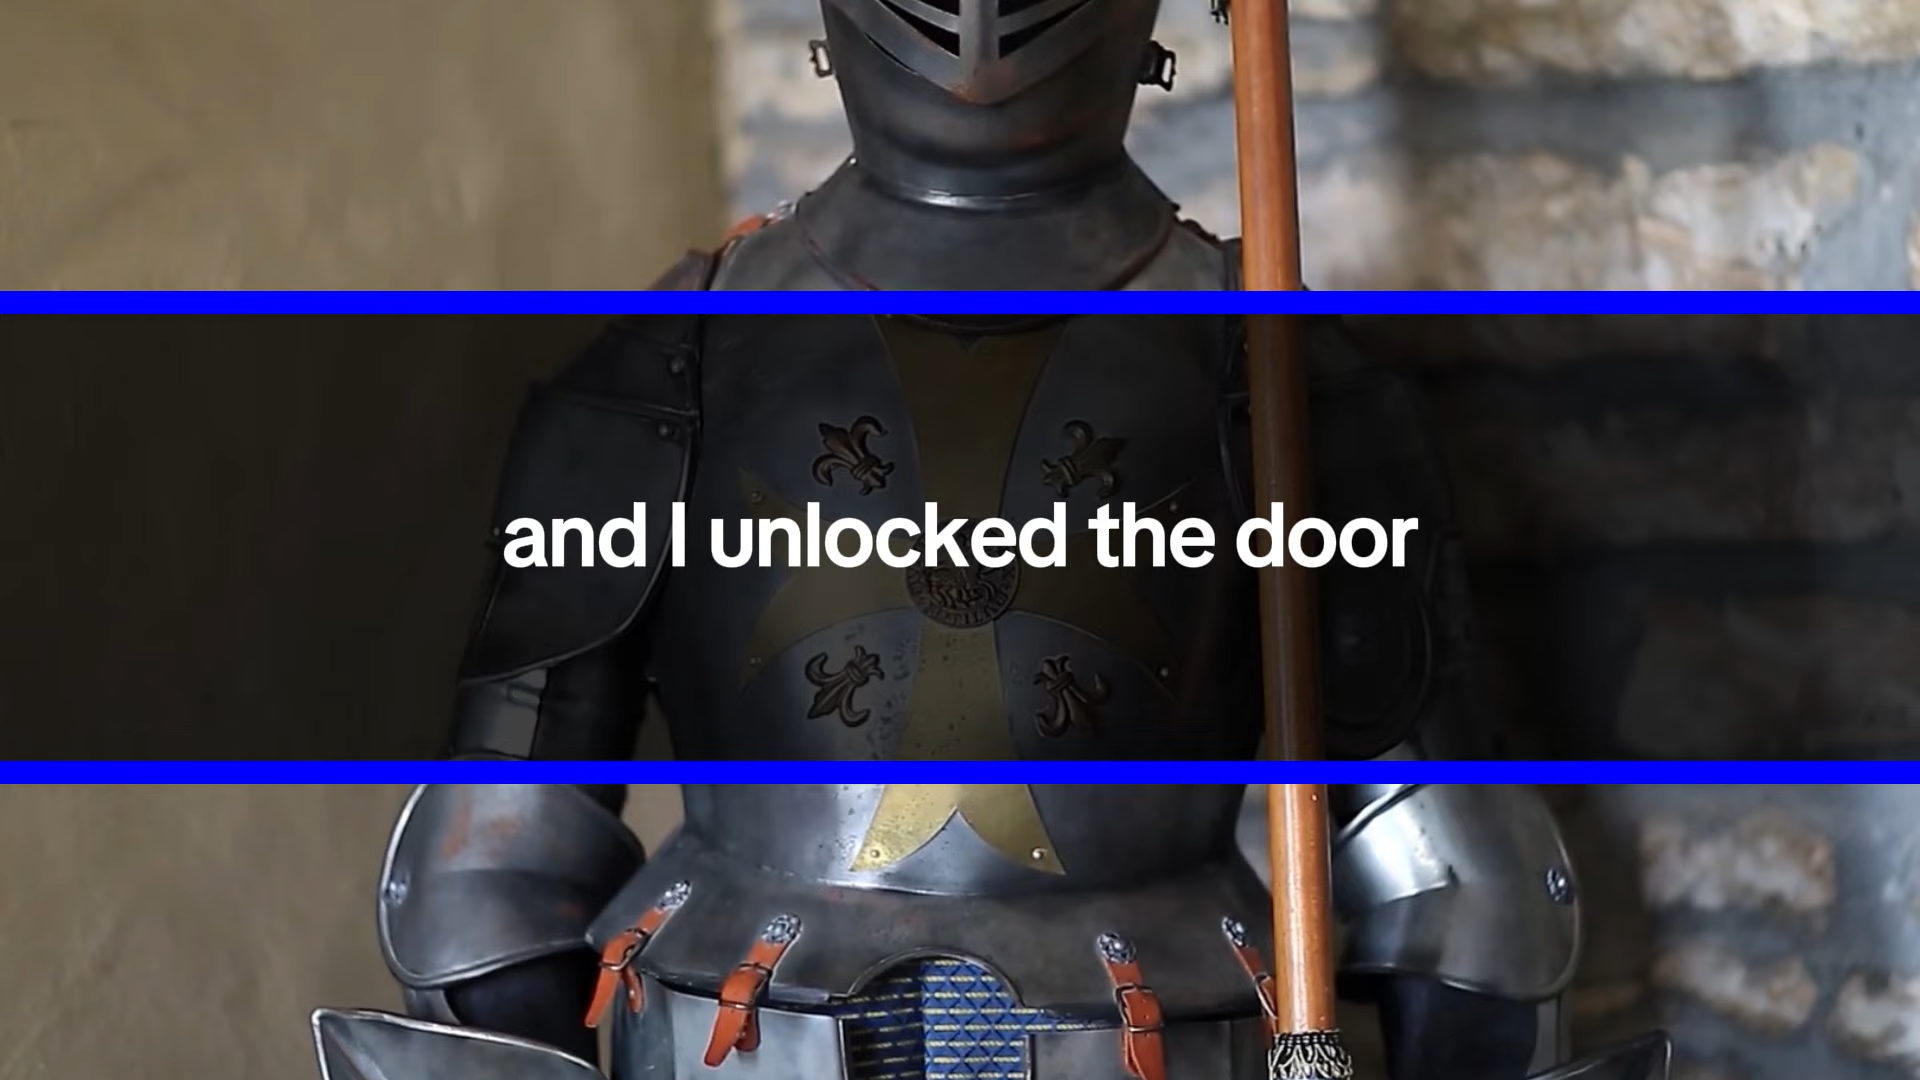 and I unlocked the door